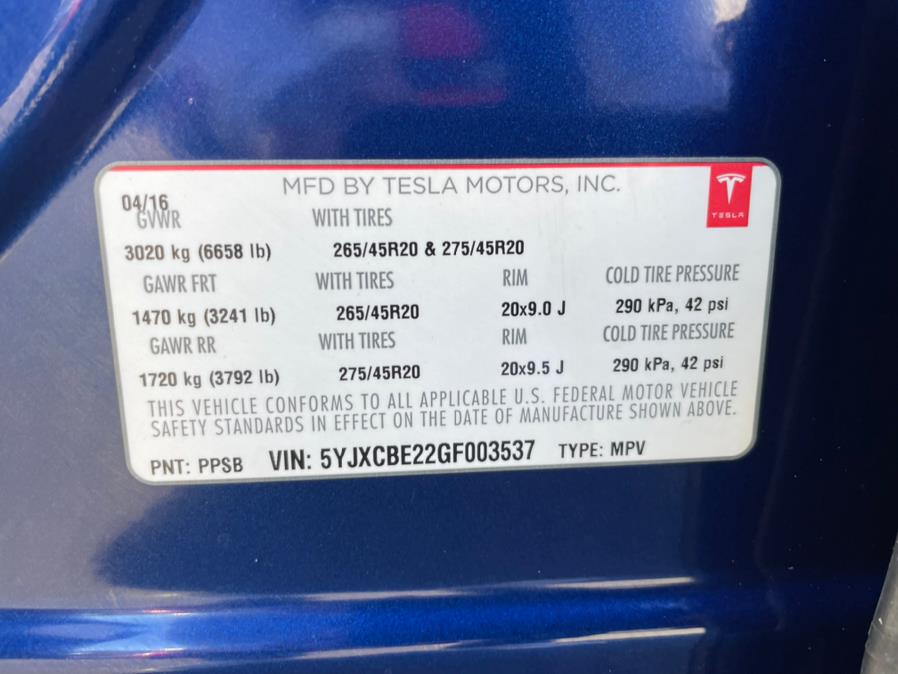 MFD BY TESLA MOTORS, INC.
TESLA
04/16
GVWR WITH TIRES
3020 kg (6658 lb) 265/45R20 & 275/45R20
GAWR FRT WITH TIRES RIM COLD TIRE PRESSURE
1470 kg (3241 lb) 265/45R20 20x9.0 J 290 kPa, 42 psi
GAWR RR WITH TIRES RIM COLD TIRE PRESSURE
1720 kg (3792 lb) 275/45R20 20x9.5 J 290 kPa, 42 psi
THIS VEHICLE CONFORMS TO ALL APPLICABLE U.S. FEDERAL MOTOR VEHICLE
SAFETY STANDARDS IN EFFECT ON THE DATE OF MANUFACTURE SHOWN ABOVE.
PNT: PPSB VIN: 5YJXCBE22GF003537 TYPE: MPV